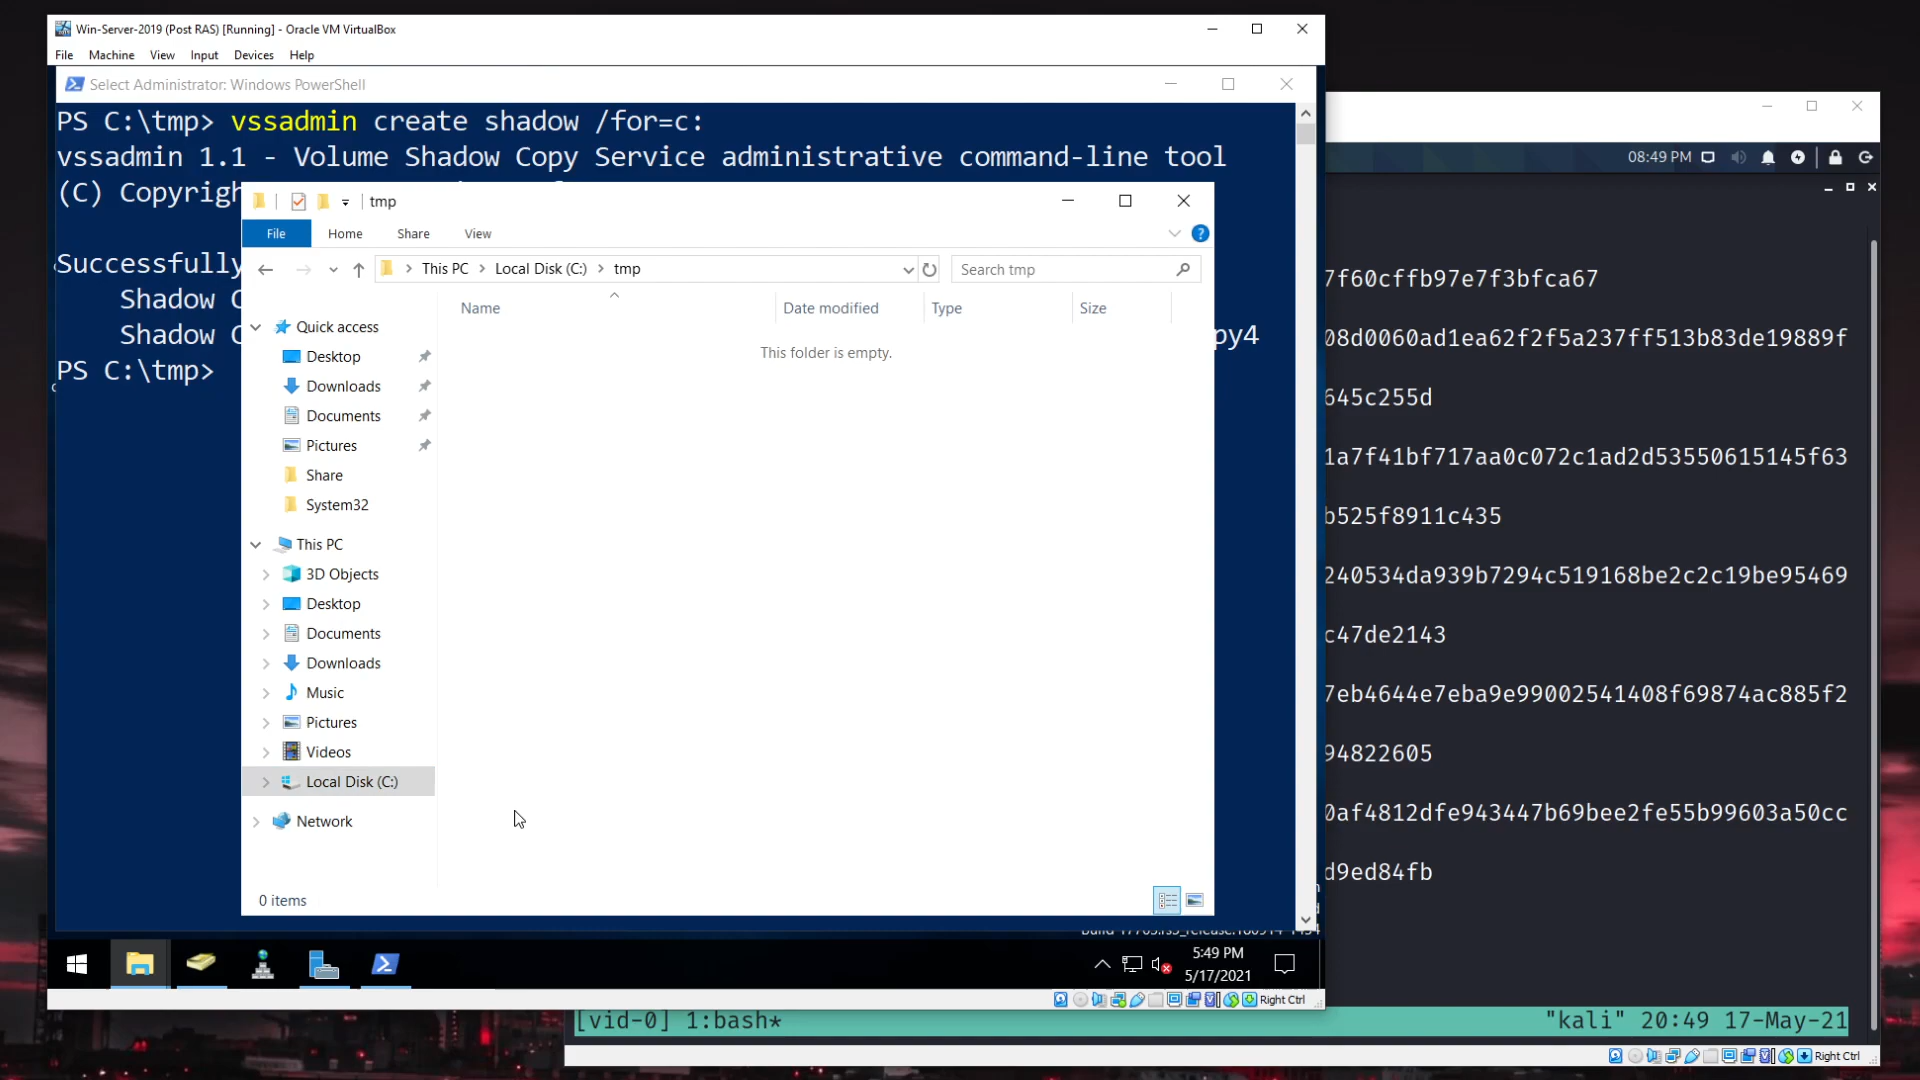 Win-Server-2019 (Post RAS) [Running] - Oracle VM VirtualBox
File Machine View Input Devices Help
Select Administrator: Windows PowerShell
PS C:\tmp> vssadmin create shadow /for=c:
vssadmin 1.1 - Volume Shadow Copy Service administrative command-line tool
(C)
Successfully
Shadow
Shadow
py4
PS C:\tmp>
tmp
File Home Share View
This PC > Local Disk (C:) > tmp
Search tmp
Name Date modified Type Size
This folder is empty.
Quick access
Desktop
Downloads
Documents
Pictures
Share
System32
This PC
3D Objects
Desktop
Documents
Downloads
Music
Pictures
Videos
Local Disk (C:)
Network
0 items
5:49 PM
5/17/2021
Right Ctrl
08:49 PM
7f60cffb97e7f3bfca67
08d0060ad1ea62f2f5a237ff513b83de19889f
645c255d
1a7f41bf717aa0c072c1ad2d53550615145f63
b525f8911c435
240534da939b7294c519168be2c2c19be95469
c47de2143
7eb4644e7eba9e99002541408f69874ac885f2
94822605
0af4812dfe943447b69bee2fe55b99603a50cc
d9ed84fb
[vid-0] 1:bash* "kali" 20:49 17-May-21
Right Ctrl